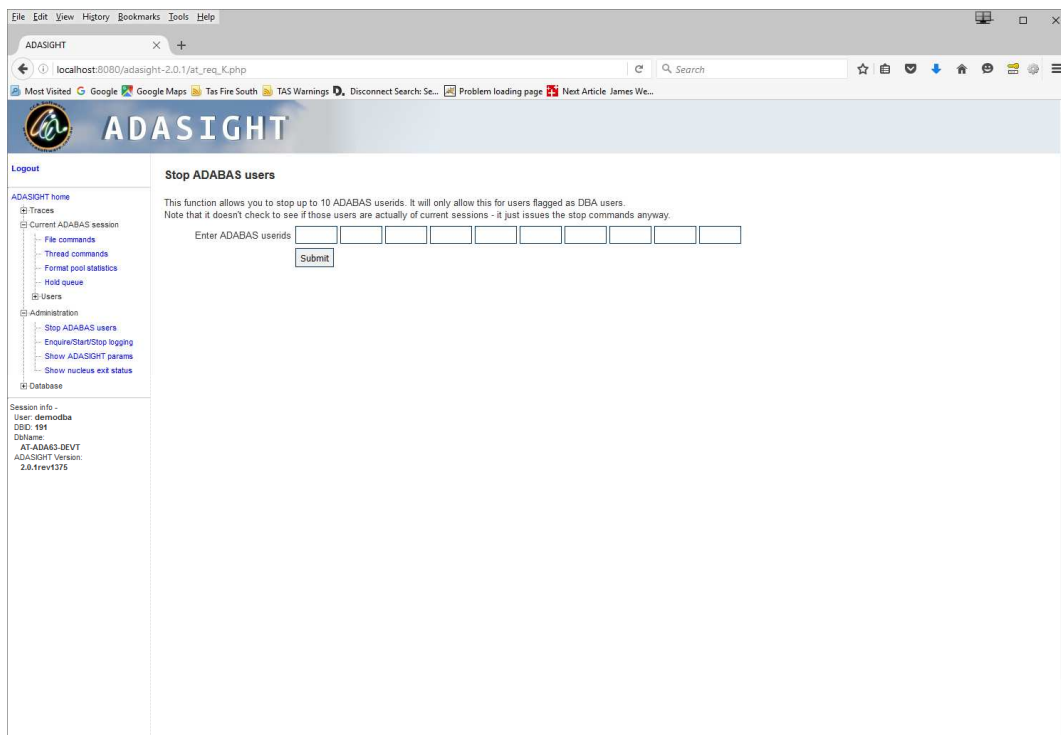 File Edit View History Bookmarks Tools Help
ADASIGHT
localhost:8080/adasight-2.0.1/at_req_K.php
Search
Most Visited Google Google Maps Tas Fire South TAS Warnings Disconnect Search: Se... Problem loading page Next Article James We...
ADASIGHT
Logout
ADASIGHT home
Traces
Current ADABAS session
File commands
Thread commands
Format pool statistics
Hold queue
Users
Administration
Stop ADABAS users
Enquire/Start/Stop logging
Show ADASIGHT params
Show nucleus exit status
Database
Session info -
User: demodba
DBID: 191
DbName:
AT-ADA63-DEVT
ADASIGHT Version:
2.0.1rev1375
Stop ADABAS users
This function allows you to stop up to 10 ADABAS userids. It will only allow this for users flagged as DBA users.
Note that it doesn't check to see if those users are actually of current sessions - it just issues the stop commands anyway.
Enter ADABAS userids
Submit